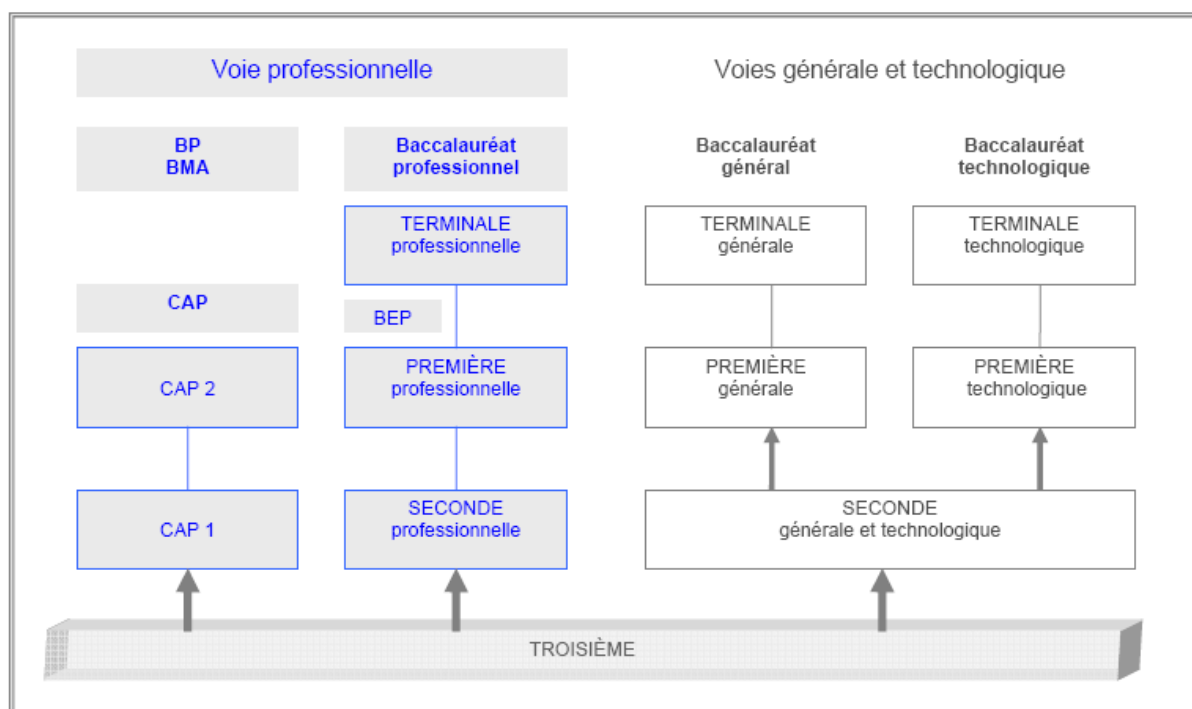 Voie professionnelle
Voies générale et technologique
BP
BMA
Baccalauréat
professionnel
Baccalauréat
général
Baccalauréat
technologique
TERMINALE
professionnelle
TERMINALE
générale
TERMINALE
technologique
CAP
BEP
CAP 2
PREMIÈRE
professionnelle
PREMIÈRE
générale
PREMIÈRE
technologique
CAP 1
SECONDE
professionnelle
SECONDE
générale et technologique
TROISIÈME